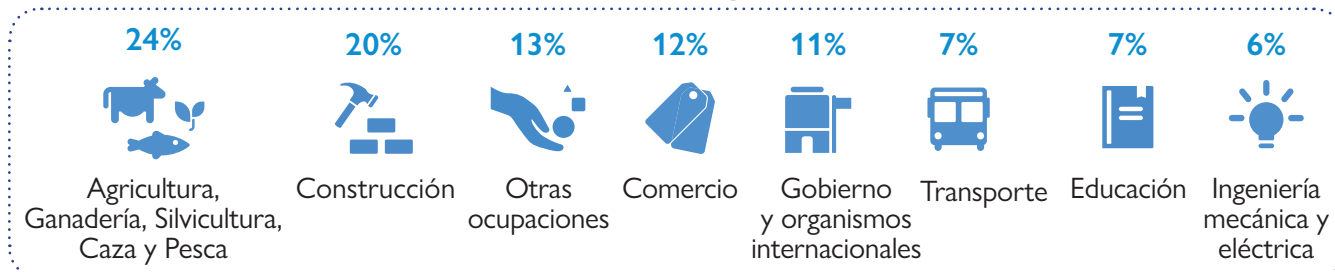 24%
20%
13%
12%
11%
7%
7%
6%
Agricultura,
Ganadería, Silvicultura,
Caza y Pesca
Construcción
Otras
ocupaciones
Comercio
Gobierno
y organismos
internacionales
Transporte
Educación
Ingeniería
mecánica y
eléctrica